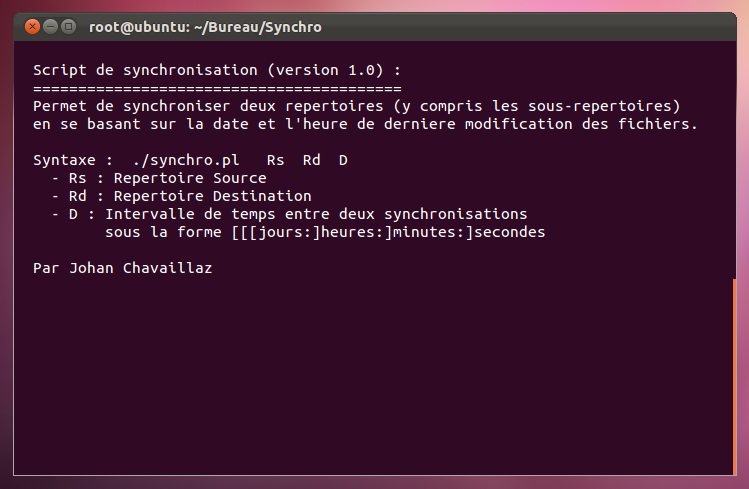 root@ubuntu: ~/Bureau/Synchro
Script de synchronisation (version 1.0) :
=========================================
Permet de synchroniser deux repertoires (y compris les sous-repertoires)
en se basant sur la date et l'heure de derniere modification des fichiers.
Syntaxe :  ./synchro.pl   Rs  Rd  D
  - Rs : Repertoire Source
  - Rd : Repertoire Destination
  - D : Intervalle de temps entre deux synchronisations
        sous la forme [[[jours:]heures:]minutes:]secondes
Par Johan Chavaillaz